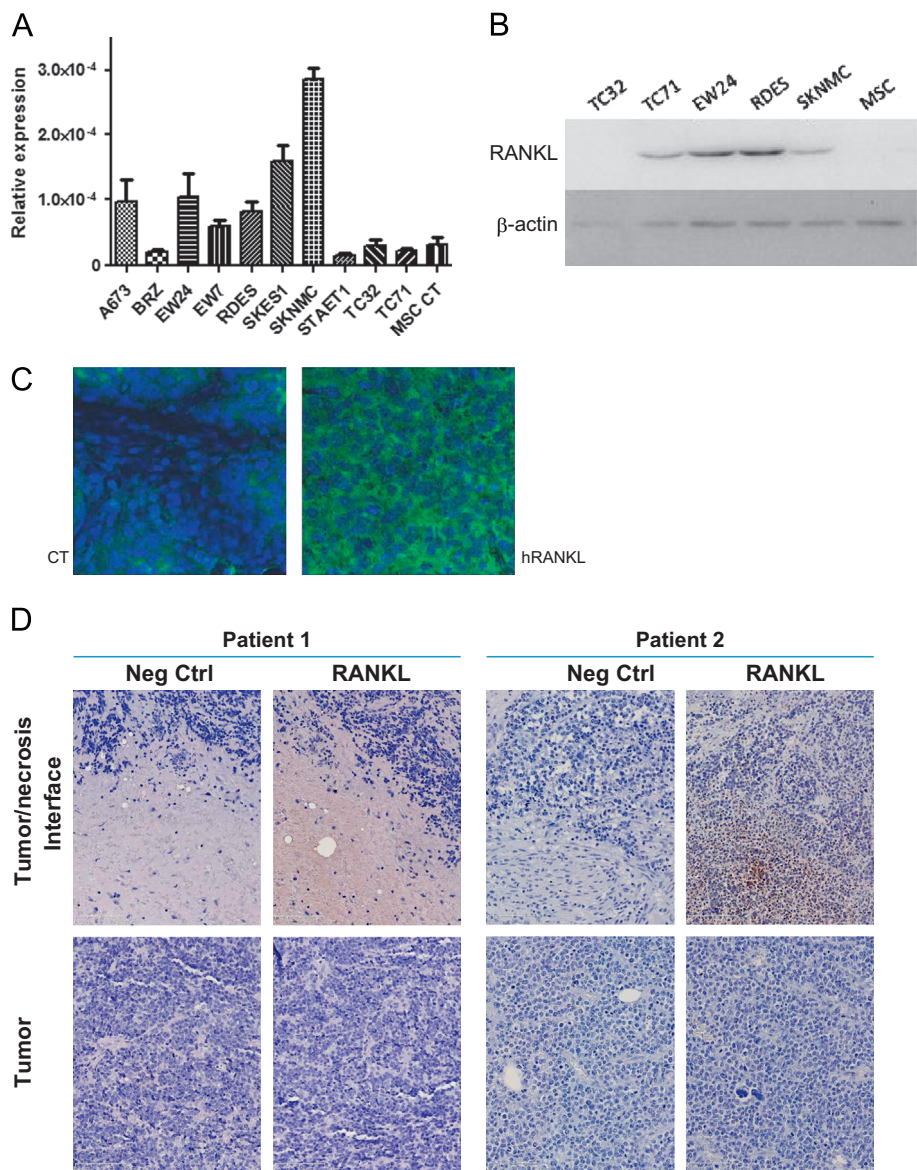 A
Relative expression
3.0×10⁻⁴
2.0×10⁻⁴
1.0×10⁻⁴
0
A673
BRZ
EW24
EW7
RDES
SKES1
SKNMC
STAET1
TC32
TC71
MSC CT
B
TC32
TC71
EW24
RDES
SKNMC
MSC
RANKL
β-actin
C
CT
hRANKL
D
Patient 1
Patient 2
Neg Ctrl
RANKL
Neg Ctrl
RANKL
Tumor/necrosis
Interface
Tumor